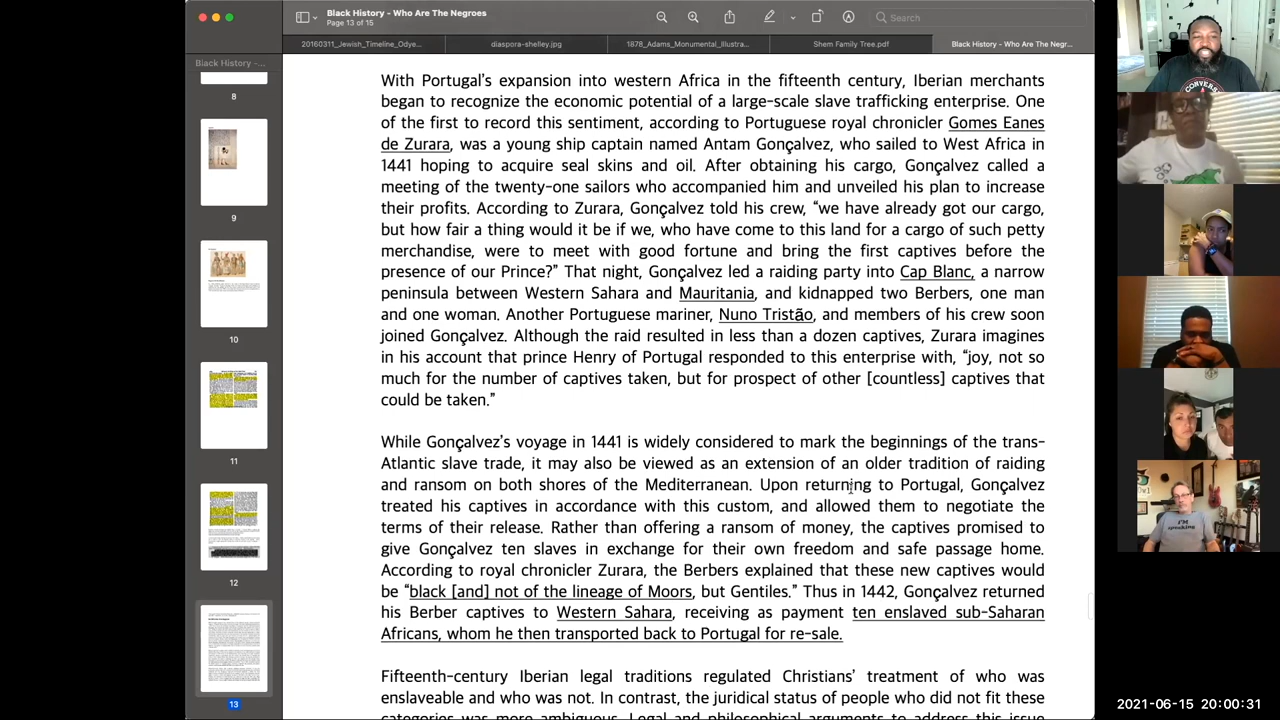 Black History - Who Are The Negroes
Page 13 of 15
Search
20160311_Jewish_Timeline_Odye...
diaspora-shelley.jpg
1878_Adams_Monumental_Illustra...
Shem Family Tree.pdf
Black History - Who Are The Negr...
Black History -...
8
9
10
11
12
13
With Portugal's expansion into western Africa in the fifteenth century, Iberian merchants
began to recognize the economic potential of a large-scale slave trafficking enterprise. One
of the first to record this sentiment, according to Portuguese royal chronicler Gomes Eanes
de Zurara, was a young ship captain named Antam Gonçalvez, who sailed to West Africa in
1441 hoping to acquire seal skins and oil. After obtaining his cargo, Gonçalvez called a
meeting of the twenty-one sailors who accompanied him and unveiled his plan to increase
their profits. According to Zurara, Gonçalvez told his crew, “we have already got our cargo,
but how fair a thing would it be if we, who have come to this land for a cargo of such petty
merchandise, were to meet with good fortune and bring the first captives before the
presence of our Prince?” That night, Gonçalvez led a raiding party into Cap Blanc, a narrow
peninsula between Western Sahara and Mauritania, and kidnapped two Berbers, one man
and one woman. Another Portuguese mariner, Nuno Tristão, and members of his crew soon
joined Gonçalvez. Although the raid resulted in less than a dozen captives, Zurara imagines
in his account that prince Henry of Portugal responded to this enterprise with, “joy, not so
much for the number of captives taken, but for prospect of other [countless] captives that
could be taken.”
While Gonçalvez's voyage in 1441 is widely considered to mark the beginnings of the trans-
Atlantic slave trade, it may also be viewed as an extension of an older tradition of raiding
and ransom on both shores of the Mediterranean. Upon returning to Portugal, Gonçalvez
treated his captives in accordance with this custom, and allowed them to negotiate the
terms of their release. Rather than offering a ransom of money, the captives promised to
give Gonçalvez ten slaves in exchange for their own freedom and safe passage home.
According to royal chronicler Zurara, the Berbers explained that these new captives would
be “black [and] not of the lineage of Moors, but Gentiles.” Thus in 1442, Gonçalvez returned
his Berber captives to Western Sahara, receiving as payment ten enslaved sub-Saharan
Africans, whom he then transported back to Portugal for re-sale.
Fifteenth-century Iberian legal traditions regulated Christians' treatment of who was
enslaveable and who was not. In contrast, the juridical status of people who did not fit these
categories was more ambiguous. Legal and philosophical arguments to address this issue
CONVERS
I'M
speaking
2021-06-15 20:00:31